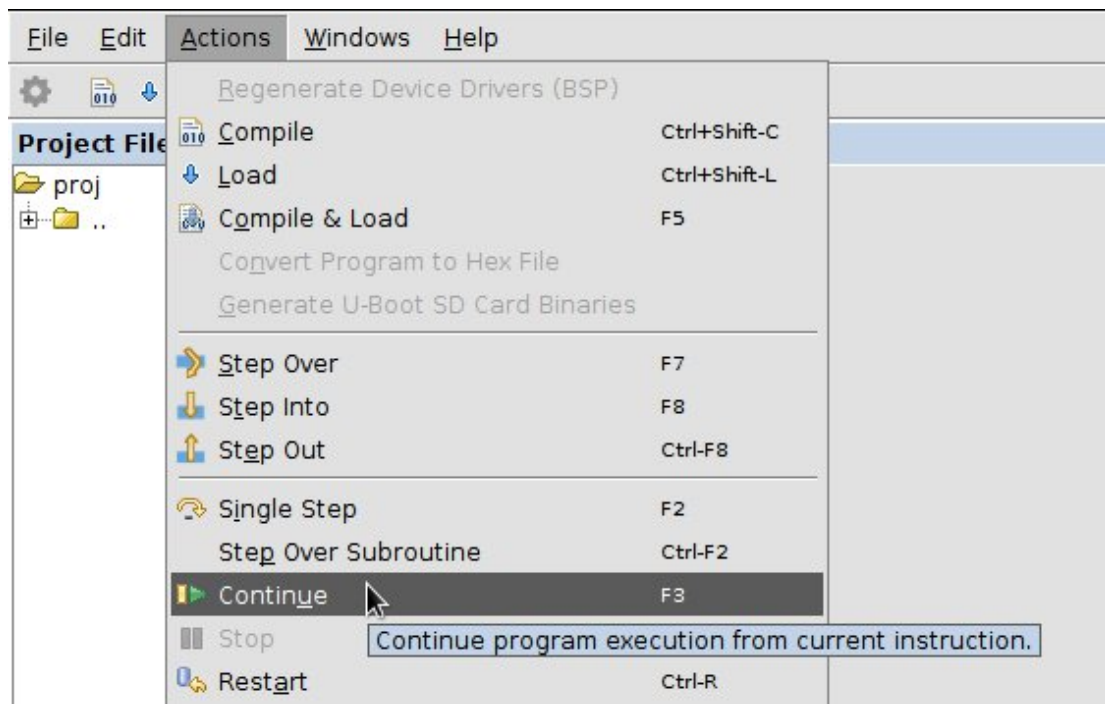 File Edit Actions Windows Help
Regenerate Device Drivers (BSP)
010 Compile Ctrl+Shift-C
Project File
Load Ctrl+Shift-L
proj
Compile & Load F5
..
Convert Program to Hex File
Generate U-Boot SD Card Binaries
Step Over F7
Step Into F8
Step Out Ctrl-F8
Single Step F2
Step Over Subroutine Ctrl-F2
Continue F3
Stop
Continue program execution from current instruction.
Restart Ctrl-R